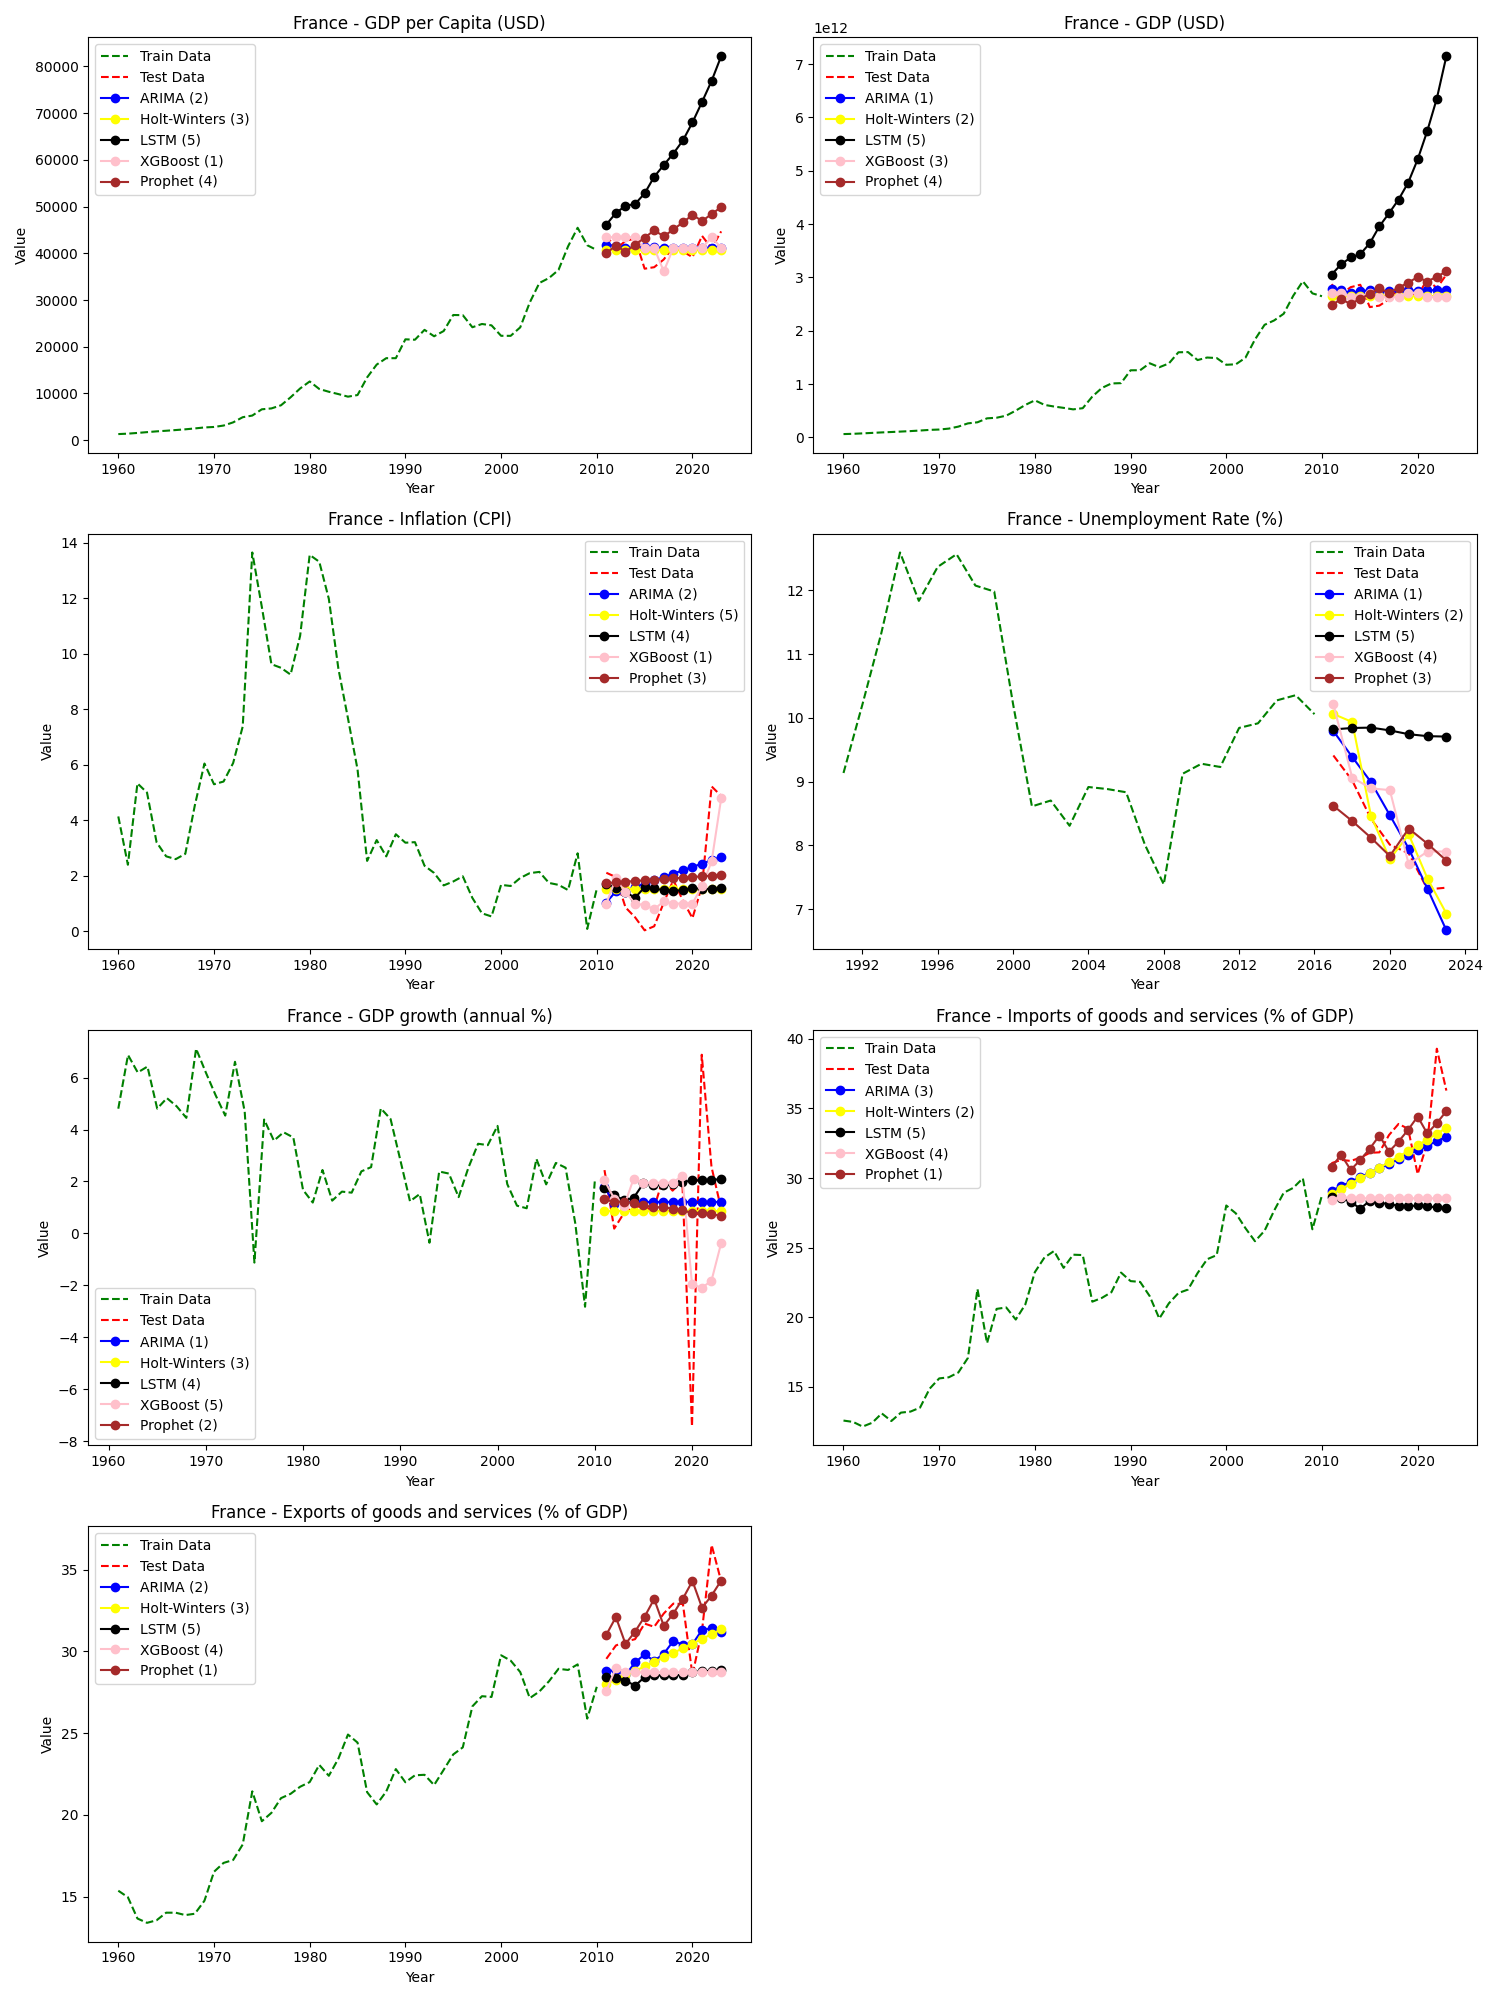 France - GDP per Capita (USD)
Train Data
Test Data
ARIMA (2)
Holt-Winters (3)
LSTM (5)
XGBoost (1)
Prophet (4)
80000
70000
60000
50000
40000
30000
20000
10000
0
Value
1960 1970 1980 1990 2000 2010 2020
Year
France - GDP (USD)
1e12
Train Data
Test Data
ARIMA (1)
Holt-Winters (2)
LSTM (5)
XGBoost (3)
Prophet (4)
7
6
5
4
3
2
1
0
Value
1960 1970 1980 1990 2000 2010 2020
Year
France - Inflation (CPI)
Train Data
Test Data
ARIMA (2)
Holt-Winters (5)
LSTM (4)
XGBoost (1)
Prophet (3)
14
12
10
8
6
4
2
0
Value
1960 1970 1980 1990 2000 2010 2020
Year
France - Unemployment Rate (%)
Train Data
Test Data
ARIMA (1)
Holt-Winters (2)
LSTM (5)
XGBoost (4)
Prophet (3)
12
11
10
9
8
7
Value
1992 1996 2000 2004 2008 2012 2016 2020 2024
Year
France - GDP growth (annual %)
6
4
2
0
−2
−4
−6
−8
Value
Train Data
Test Data
ARIMA (1)
Holt-Winters (3)
LSTM (4)
XGBoost (5)
Prophet (2)
1960 1970 1980 1990 2000 2010 2020
Year
France - Imports of goods and services (% of GDP)
Train Data
Test Data
ARIMA (3)
Holt-Winters (2)
LSTM (5)
XGBoost (4)
Prophet (1)
40
35
30
25
20
15
Value
1960 1970 1980 1990 2000 2010 2020
Year
France - Exports of goods and services (% of GDP)
Train Data
Test Data
ARIMA (2)
Holt-Winters (3)
LSTM (5)
XGBoost (4)
Prophet (1)
35
30
25
20
15
Value
1960 1970 1980 1990 2000 2010 2020
Year